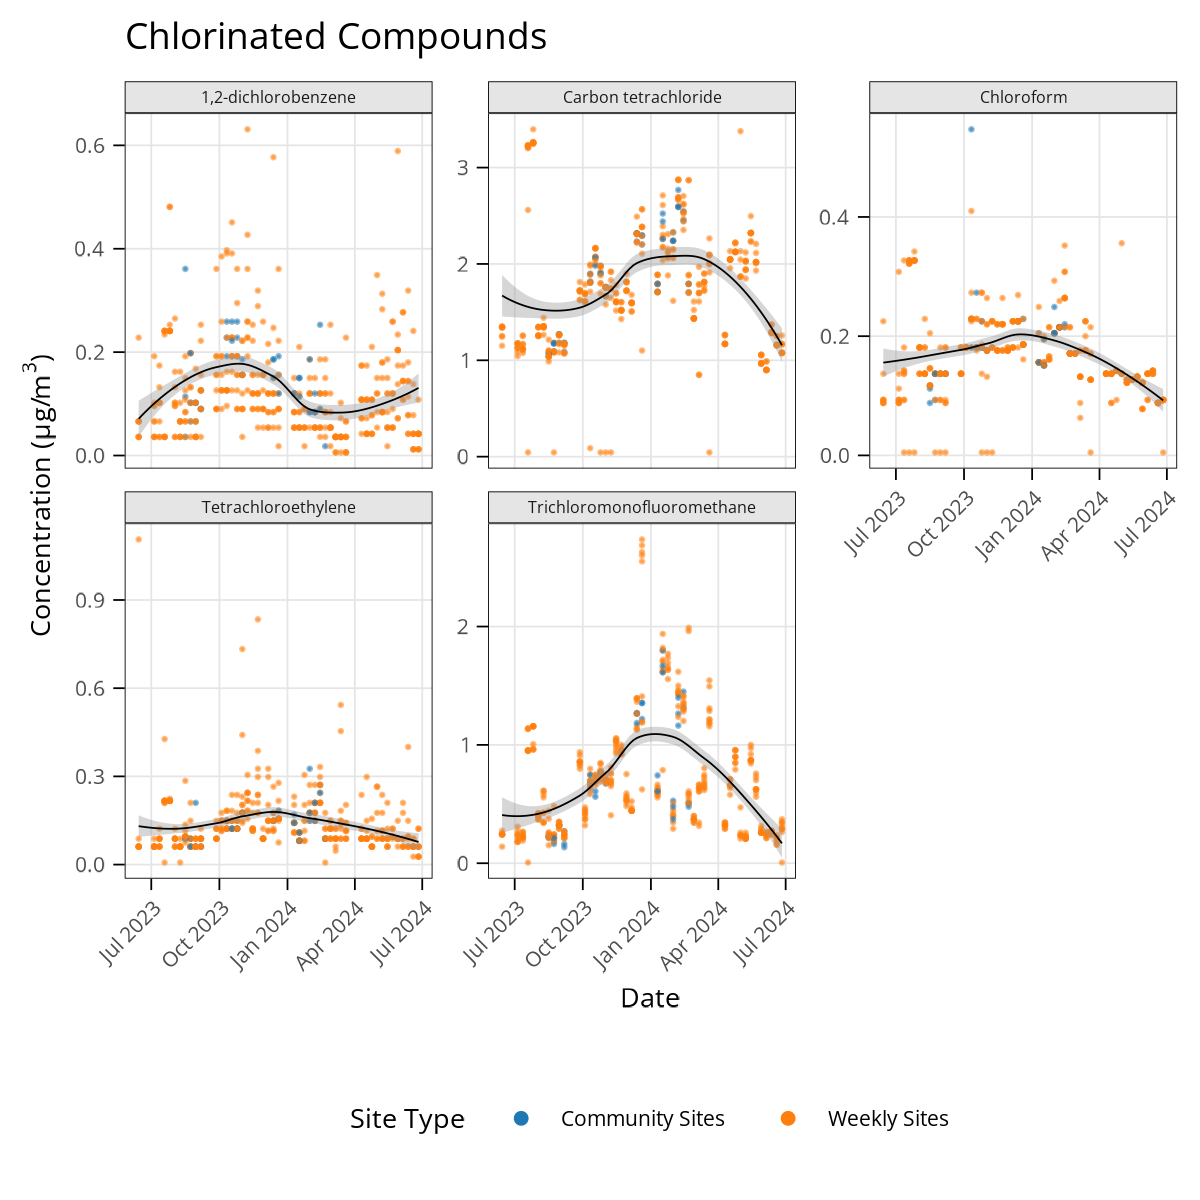 Chlorinated Compounds
1,2-dichlorobenzene
Carbon tetrachloride
Chloroform
0.6
0.4
0.2
0.0
3
2
1
0
0.4
0.2
0.0
Jul 2023
Oct 2023
Jan 2024
Apr 2024
Jul 2024
Concentration (µg/m³)
Tetrachloroethylene
Trichloromonofluoromethane
0.9
0.6
0.3
0.0
2
1
0
Jul 2023
Oct 2023
Jan 2024
Apr 2024
Jul 2024
Jul 2023
Oct 2023
Jan 2024
Apr 2024
Jul 2024
Date
Site Type
Community Sites
Weekly Sites